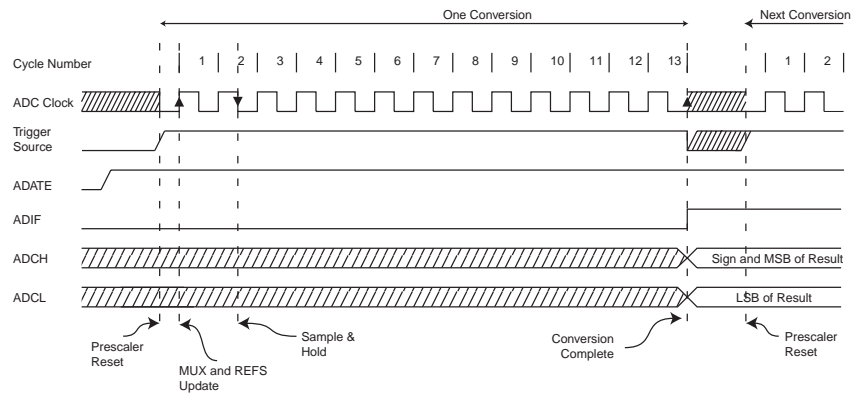 One Conversion
Next Conversion
Cycle Number
1 2 3 4 5 6 7 8 9 10 11 12 13 1 2
ADC Clock
Trigger
Source
ADATE
ADIF
ADCH
Sign and MSB of Result
ADCL
LSB of Result
Prescaler
Reset
MUX and REFS
Update
Sample &
Hold
Conversion
Complete
Prescaler
Reset